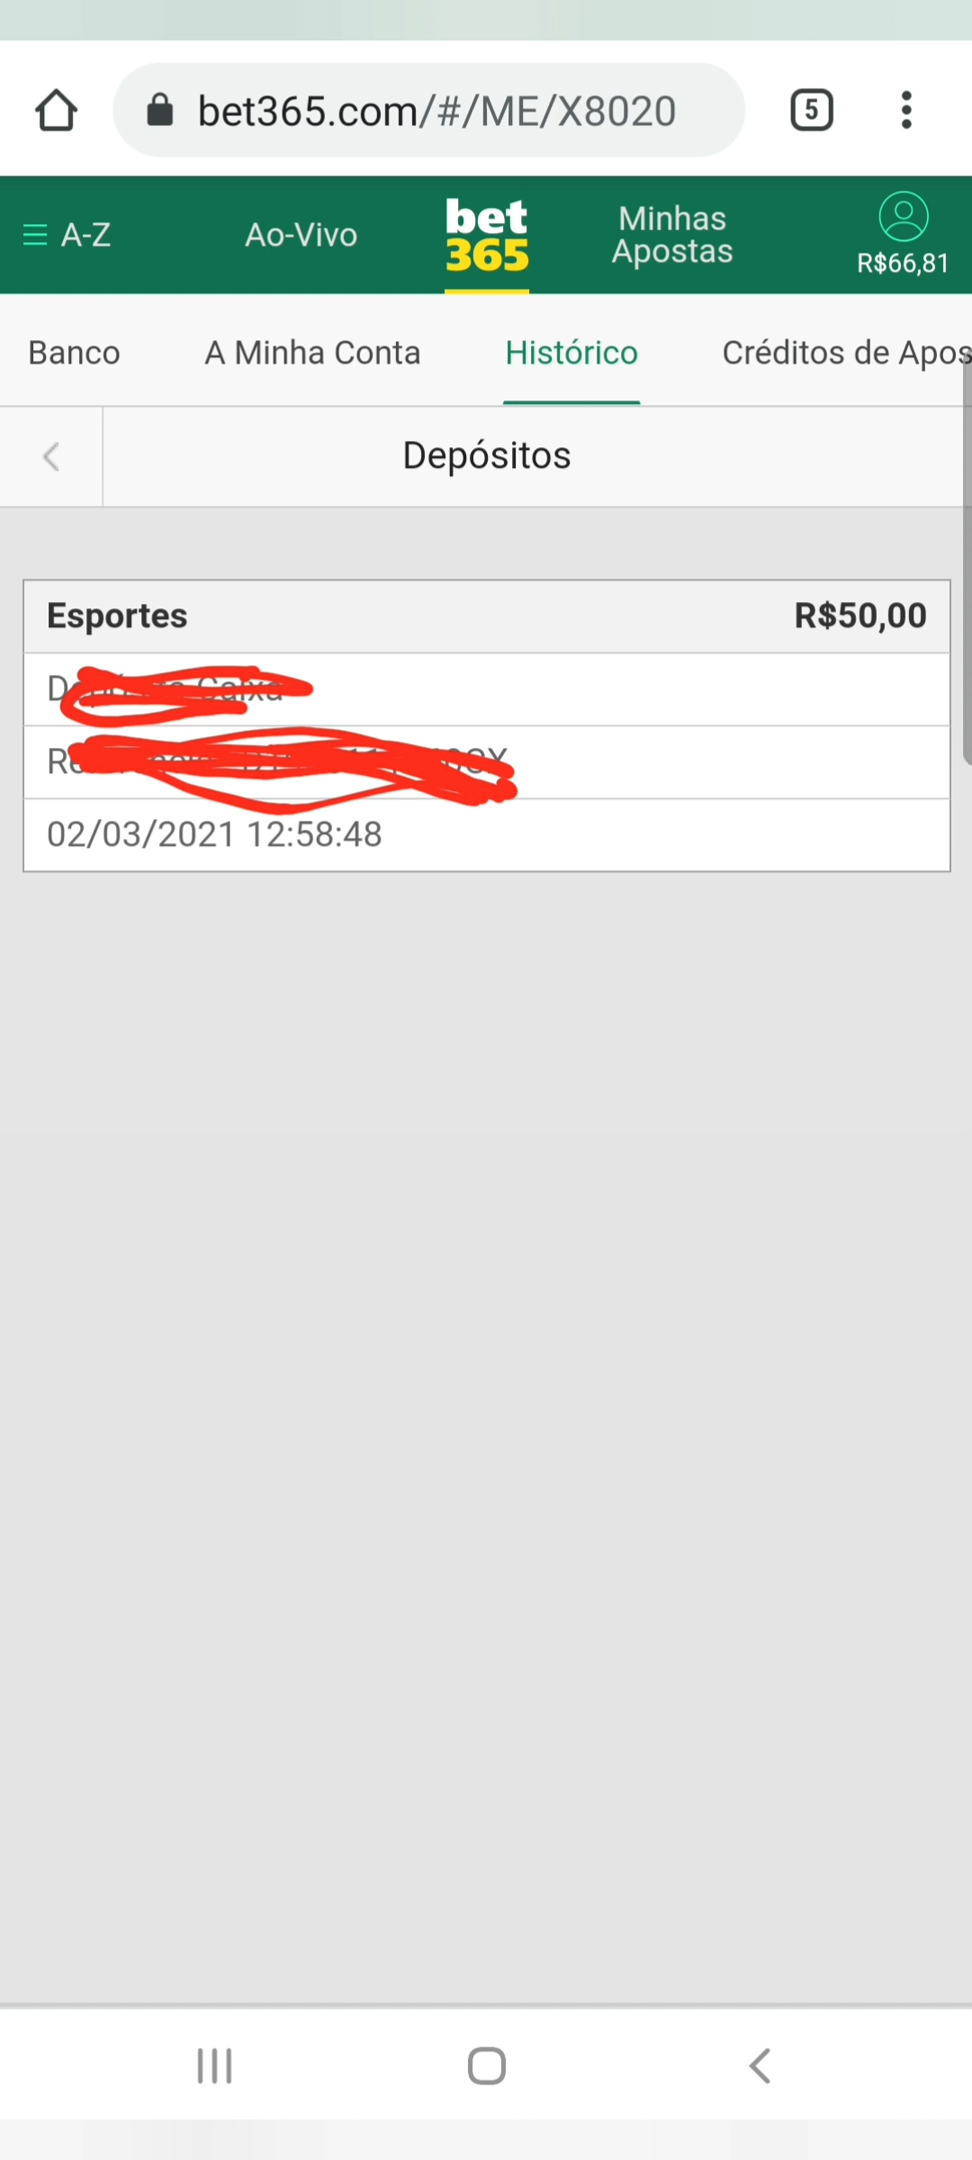 bet365.com/#/ME/X8020
5
A-Z
Ao-Vivo
bet
365
Minhas
Apostas
R$66,81
Banco
A Minha Conta
Histórico
Créditos de Apos
Depósitos
Esportes R$50,00
02/03/2021 12:58:48